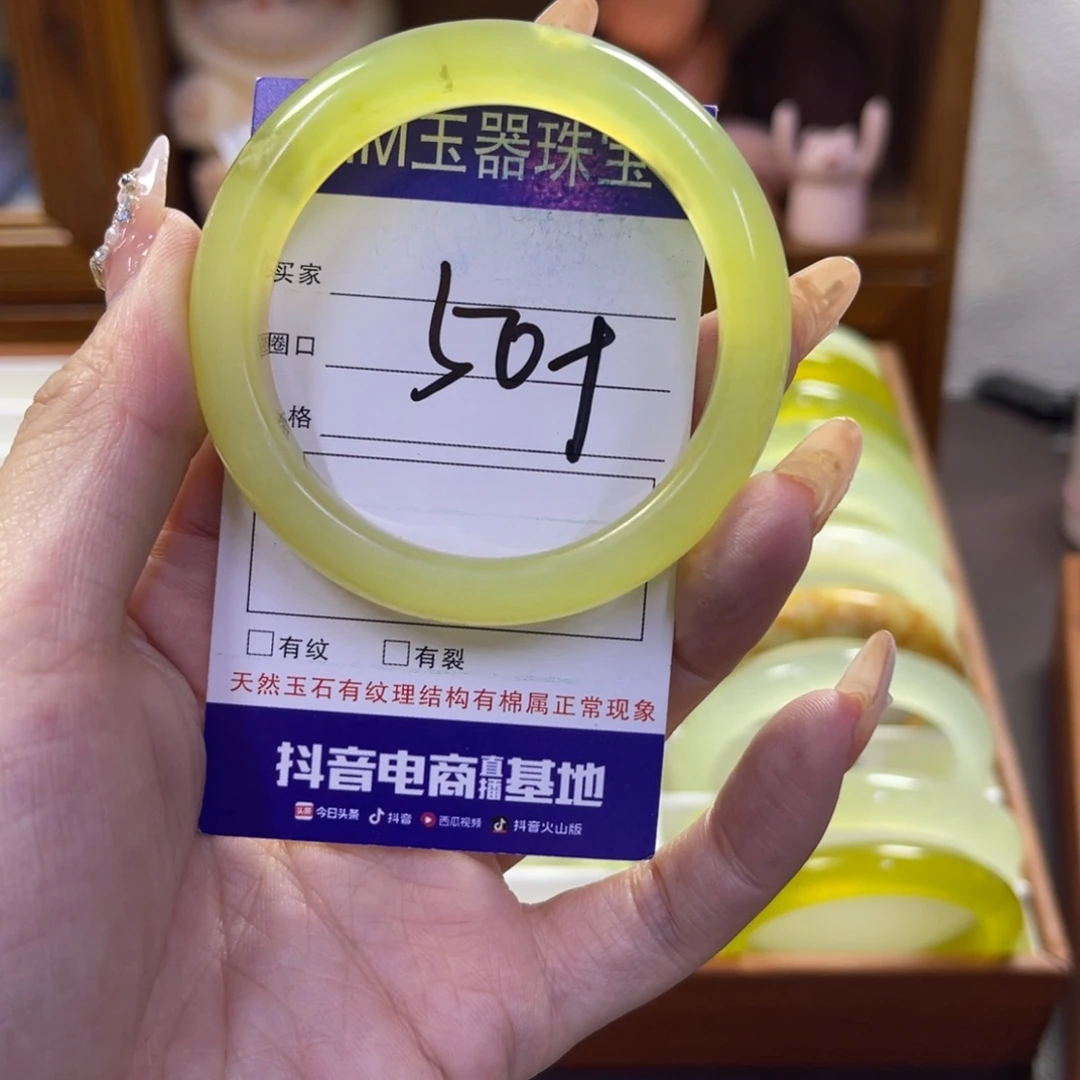 M玉器珠宝
买家
圈口
格
有纹 有裂
天然玉石有纹理结构有棉属正常现象
抖音电商直播基地
头条 今日头条 抖音 西瓜视频 抖音火山版